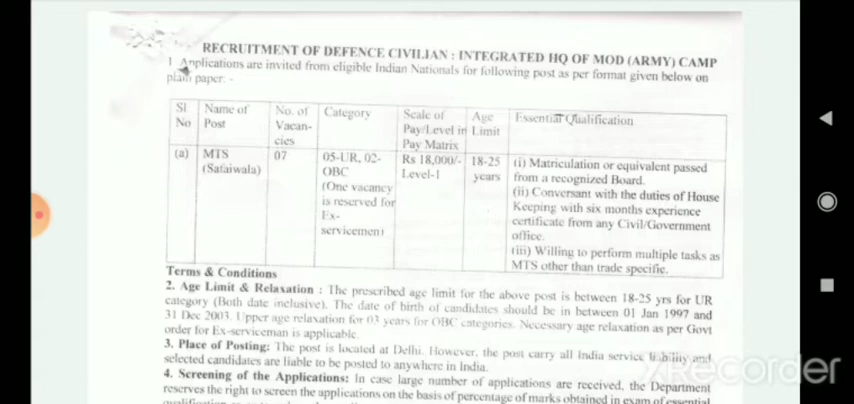 RECRUITMENT OF DEFENCE CIVILIAN : INTEGRATED HQ OF MOD (ARMY) CAMP
1 Applications are invited from eligible Indian Nationals for following post as per format given below on
plain paper: -
Sl No
Name of Post
No. of Vacan-cies
Category
Scale of Pay/Level in Pay Matrix
Age Limit
Essential Qualification
(a)
MTS (Safaiwala)
07
05-UR, 02-
OBC
(One vacancy
is reserved for
Ex-
servicemen)
Rs 18,000/-
Level-1
18-25
years
(i) Matriculation or equivalent passed
from a recognized Board.
(ii) Conversant with the duties of House
Keeping with six months experience
certificate from any Civil/Government
office.
(iii) Willing to perform multiple tasks as
MTS other than trade specific.
Terms & Conditions
2. Age Limit & Relaxation : The prescribed age limit for the above post is between 18-25 yrs for UR
category (Both date inclusive). The date of birth of candidates should be in between 01 Jan 1997 and
31 Dec 2003. Upper age relaxation for 03 years for OBC categories. Necessary age relaxation as per Govt
order for Ex-serviceman is applicable.
3. Place of Posting: The post is located at Delhi. However, the post carry all India service liability and
selected candidates are liable to be posted to anywhere in India.
4. Screening of the Applications: In case large number of applications are received, the Department
reserves the right to screen the applications on the basis of percentage of marks obtained in exam of essential
XRecorder